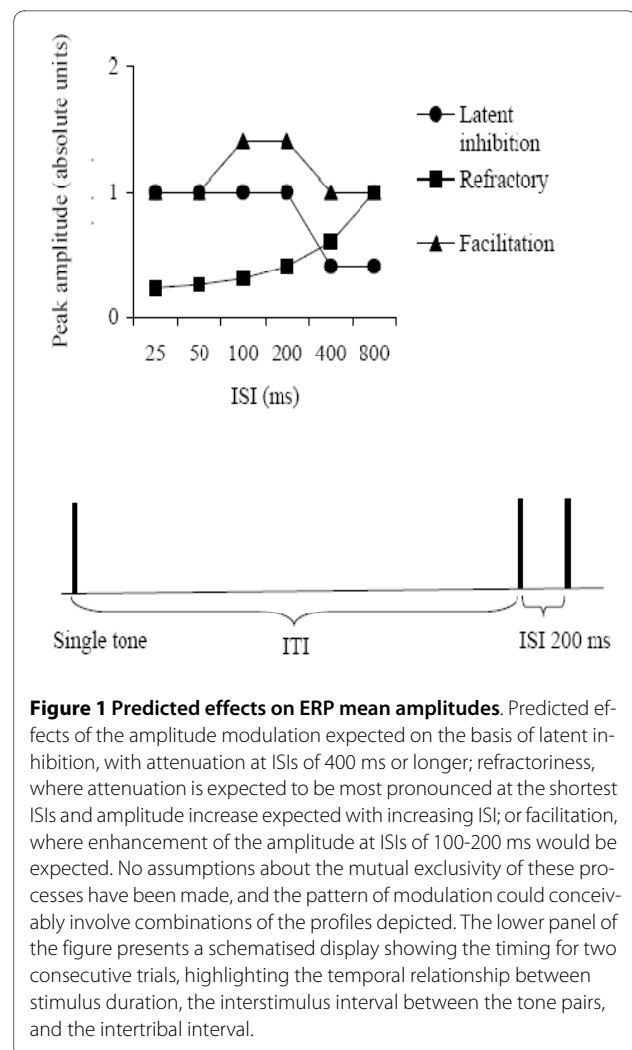 Peak amplitude (absolute units)
2
1
0
25 50 100 200 400 800
ISI (ms)
Latent
inhibition
Refractory
Facilitation
Single tone
ITI
ISI 200 ms
Figure 1 Predicted effects on ERP mean amplitudes. Predicted ef-
fects of the amplitude modulation expected on the basis of latent in-
hibition, with attenuation at ISIs of 400 ms or longer; refractoriness,
where attenuation is expected to be most pronounced at the shortest
ISIs and amplitude increase expected with increasing ISI; or facilitation,
where enhancement of the amplitude at ISIs of 100-200 ms would be
expected. No assumptions about the mutual exclusivity of these pro-
cesses have been made, and the pattern of modulation could conceiv-
ably involve combinations of the profiles depicted. The lower panel of
the figure presents a schematised display showing the timing for two
consecutive trials, highlighting the temporal relationship between
stimulus duration, the interstimulus interval between the tone pairs,
and the intertribal interval.